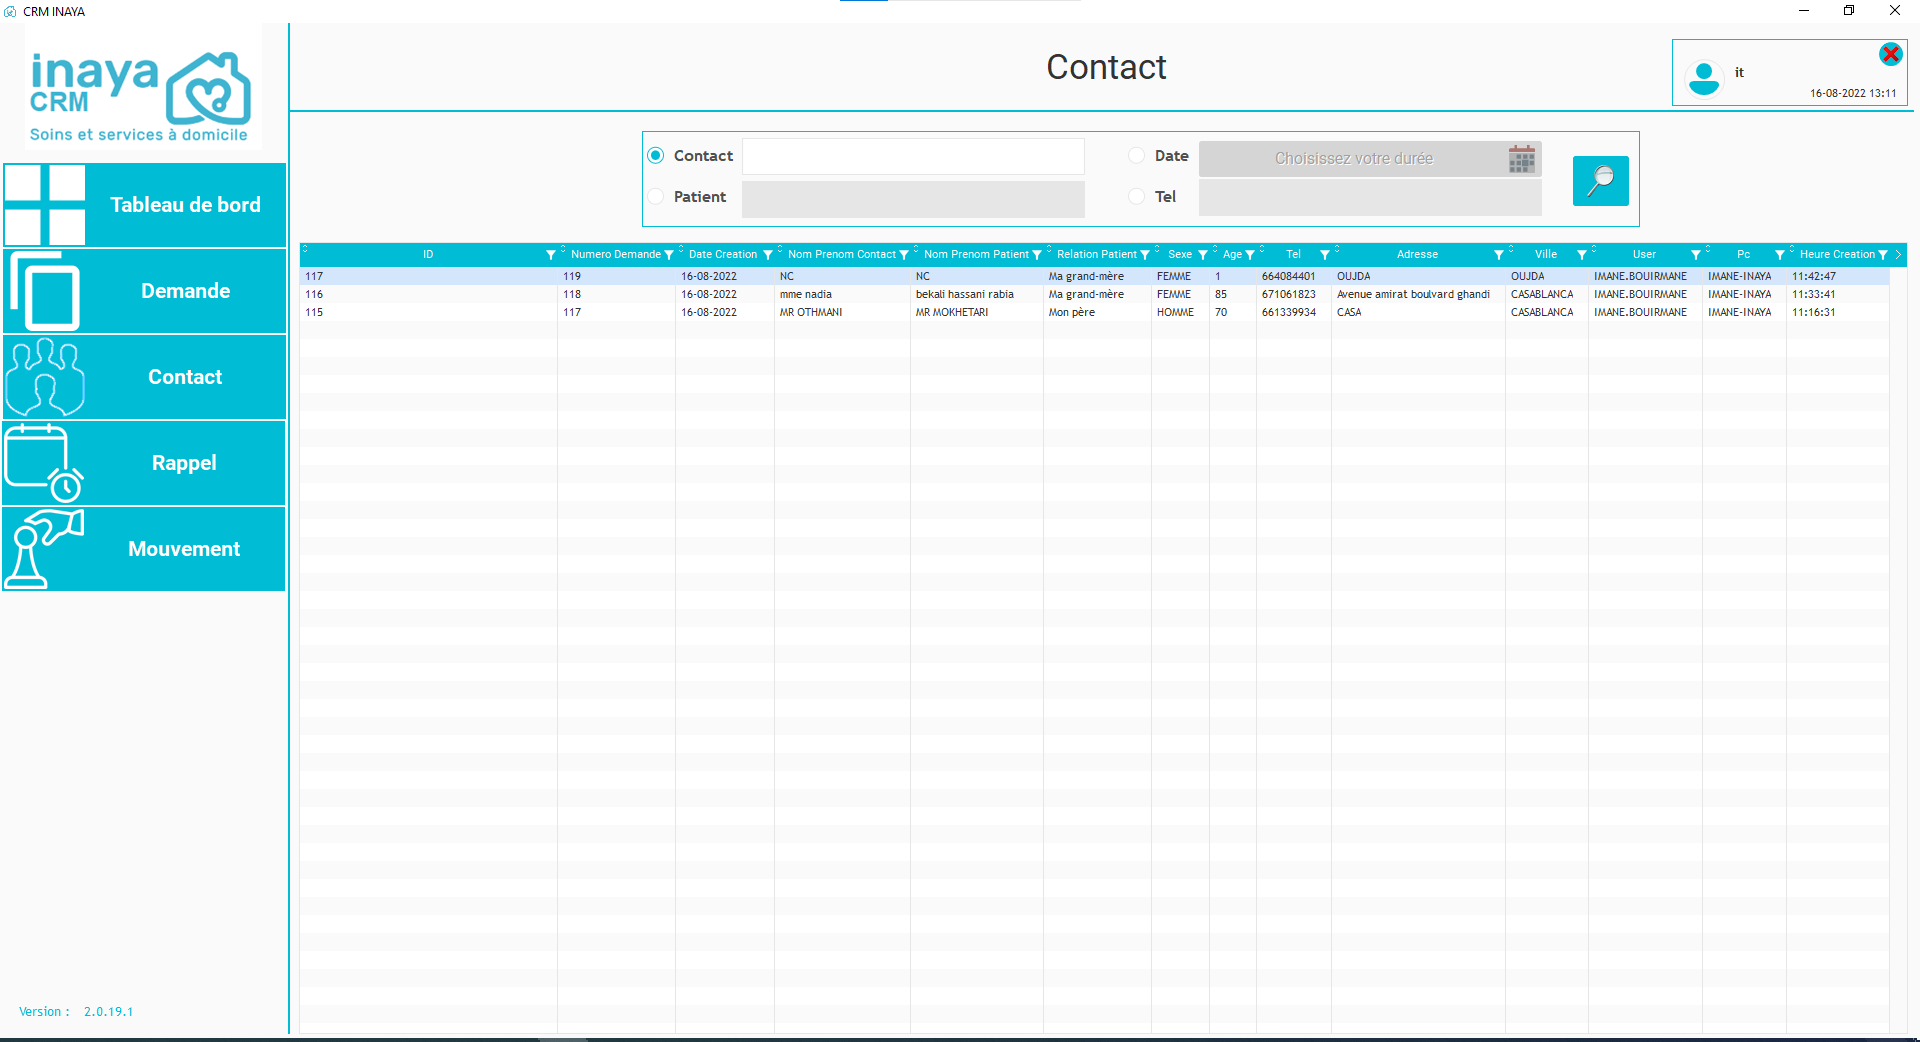 CRM INAYA
inaya
CRM
Soins et services à domicile
Contact
it
16-08-2022 13:11
Tableau de bord
Demande
Contact
Rappel
Mouvement
Contact
Date Choisissez votre durée
Patient
Tel
ID Numero Demande Date Creation Nom Prenom Contact Nom Prenom Patient Relation Patient Sexe Age Tel Adresse Ville User Pc Heure Creation
117 119 16-08-2022 NC NC Ma grand-mère FEMME 1 664084401 OUJDA OUJDA IMANE.BOUIRMANE IMANE-INAYA 11:42:47
116 118 16-08-2022 mme nadia bekali hassani rabia Ma grand-mère FEMME 85 671061823 Avenue amirat boulvard ghandi CASABLANCA IMANE.BOUIRMANE IMANE-INAYA 11:33:41
115 117 16-08-2022 MR OTHMANI MR MOKHETARI Mon père HOMME 70 661339934 CASA CASABLANCA IMANE.BOUIRMANE IMANE-INAYA 11:16:31
Version : 2.0.19.1